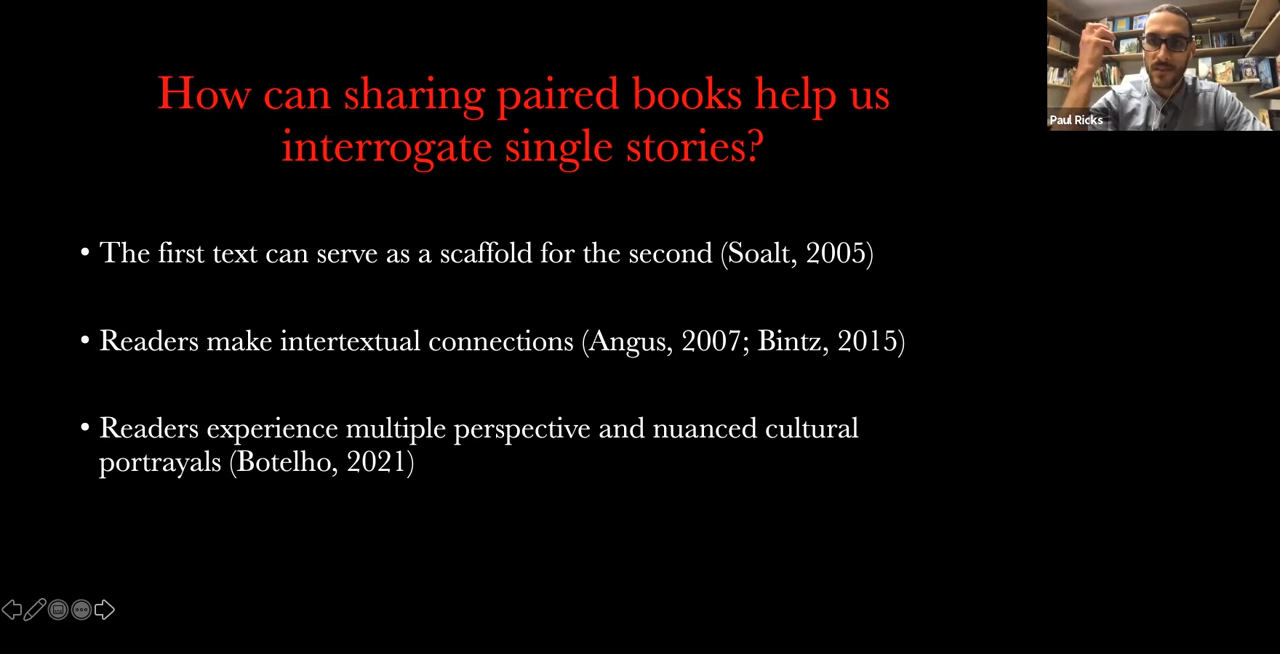 How can sharing paired books help us
interrogate single stories?
• The first text can serve as a scaffold for the second (Soalt, 2005)
• Readers make intertextual connections (Angus, 2007; Bintz, 2015)
• Readers experience multiple perspective and nuanced cultural
portrayals (Botelho, 2021)
Paul Ricks